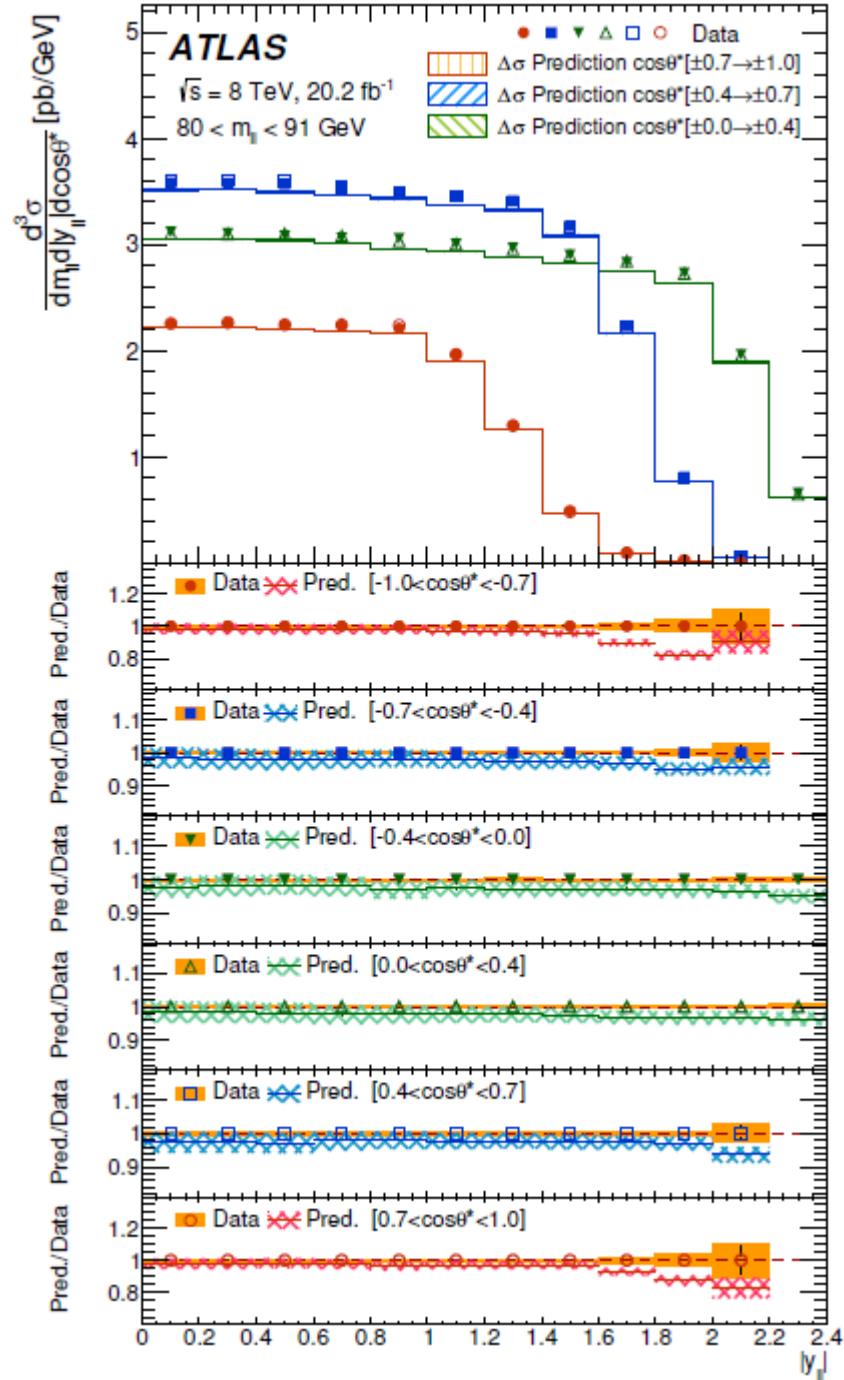 ATLAS
√s = 8 TeV, 20.2 fb⁻¹
80 < m_ll < 91 GeV
Data
Δσ Prediction cosθ*[±0.7→±1.0]
Δσ Prediction cosθ*[±0.4→±0.7]
Δσ Prediction cosθ*[±0.0→±0.4]
d³σ
dm_ll d|y_ll|dcosθ* [pb/GeV]
5
4
3
2
1
Data Pred. [-1.0<cosθ*<-0.7]
Pred./Data
1.2
1
0.8
Data Pred. [-0.7<cosθ*<-0.4]
Pred./Data
1.1
1
0.9
Data Pred. [-0.4<cosθ*<0.0]
Pred./Data
1.1
1
0.9
Data Pred. [0.0<cosθ*<0.4]
Pred./Data
1.1
1
0.9
Data Pred. [0.4<cosθ*<0.7]
Pred./Data
1.1
1
0.9
Data Pred. [0.7<cosθ*<1.0]
Pred./Data
1.2
1
0.8
0 0.2 0.4 0.6 0.8 1 1.2 1.4 1.6 1.8 2 2.2 2.4
|y_ll|